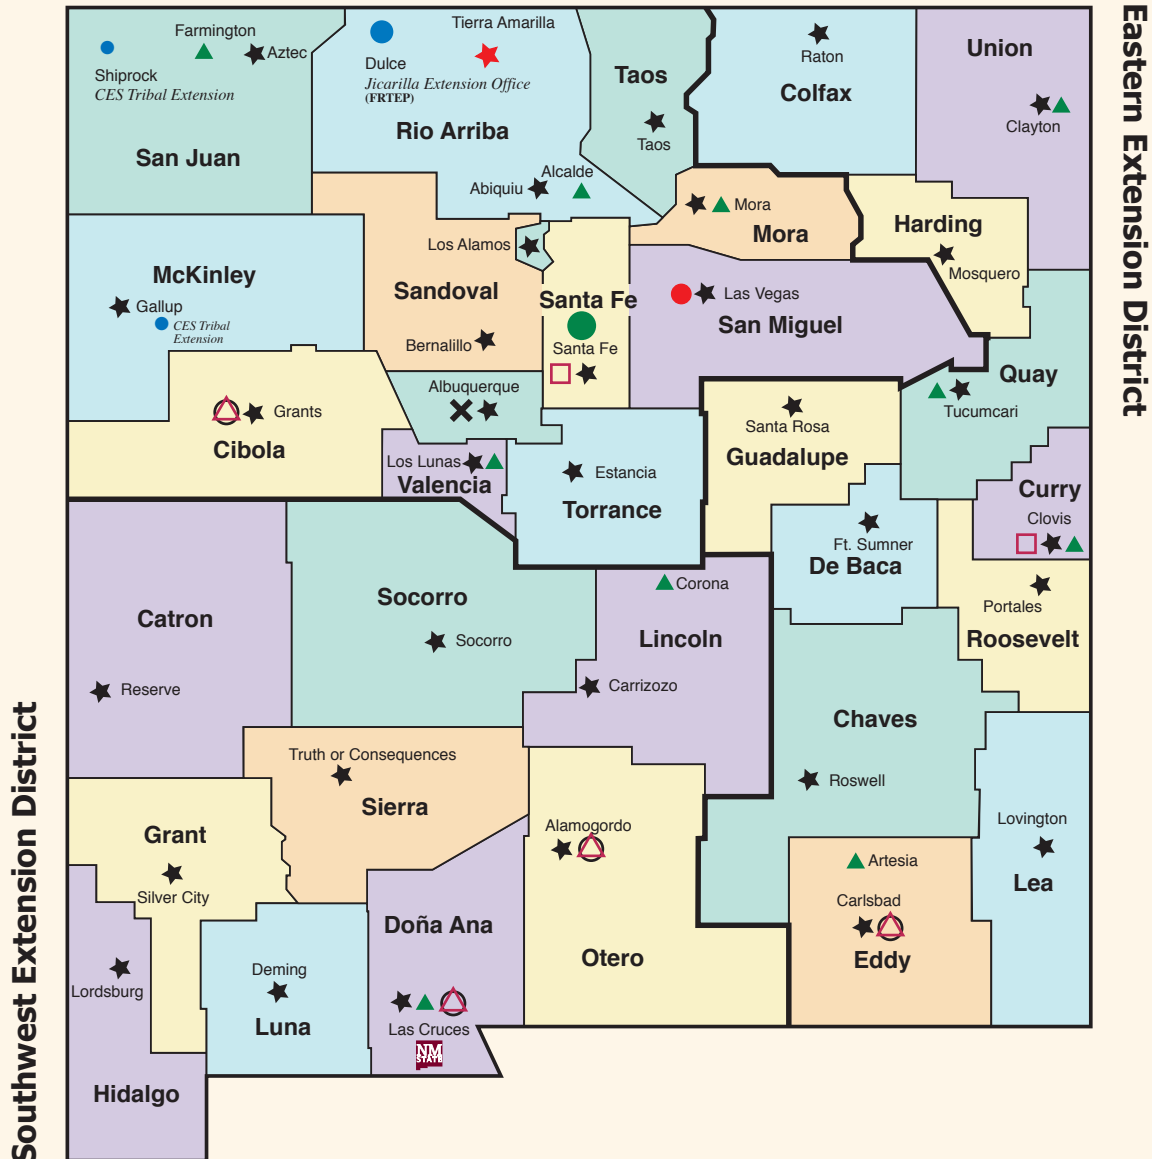 Farmington
Aztec
Shiprock
CES Tribal Extension
San Juan
Tierra Amarilla
Dulce
Jicarilla Extension Office
(FRTEP)
Rio Arriba
Abiquiu
Alcalde
Taos
Taos
Raton
Colfax
Union
Clayton
Eastern Extension District
Mora
Mora
Harding
Mosquero
McKinley
Gallup
CES Tribal
Extension
Los Alamos
Sandoval
Bernalillo
Santa Fe
Santa Fe
Las Vegas
San Miguel
Quay
Tucumcari
Albuquerque
Grants
Cibola
Los Lunas
Valencia
Estancia
Torrance
Santa Rosa
Guadalupe
Ft. Sumner
De Baca
Curry
Clovis
Portales
Roosevelt
Catron
Reserve
Socorro
Socorro
Corona
Lincoln
Carrizozo
Chaves
Roswell
Southwest Extension District
Truth or Consequences
Sierra
Grant
Silver City
Alamogordo
Otero
Artesia
Carlsbad
Eddy
Lovington
Lea
Lordsburg
Hidalgo
Deming
Luna
Doña Ana
Las Cruces
NM
STATE